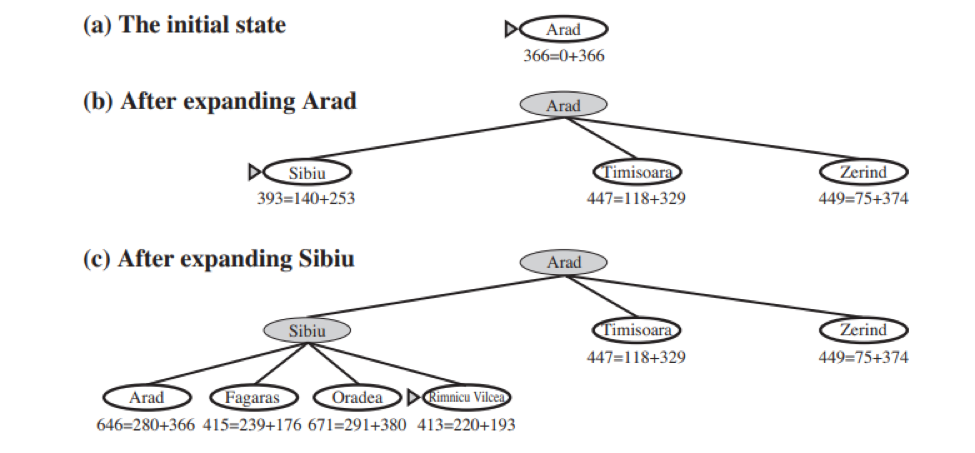 (a) The initial state
Arad
366=0+366
(b) After expanding Arad
Arad
Sibiu
Timisoara
Zerind
393=140+253
447=118+329
449=75+374
(c) After expanding Sibiu
Arad
Sibiu
Timisoara
Zerind
447=118+329
449=75+374
Arad
Fagaras
Oradea
Rimnicu Vilcea
646=280+366
415=239+176
671=291+380
413=220+193